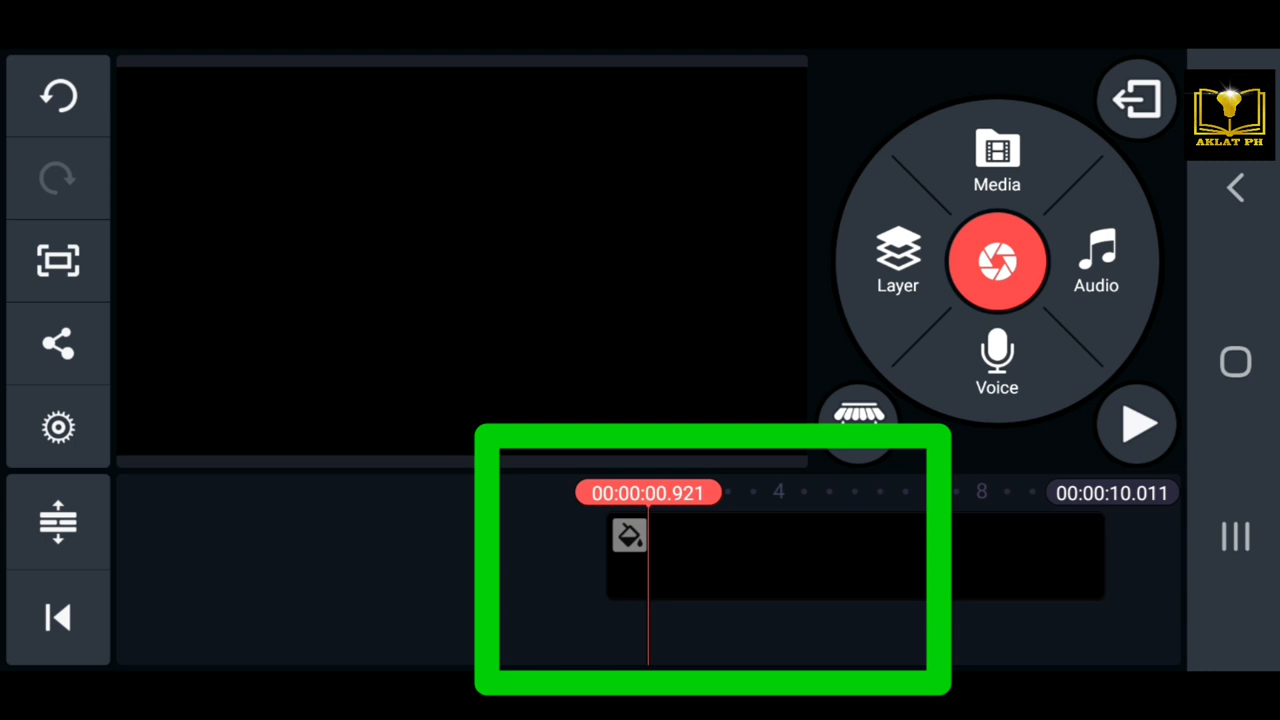 AKLAT PH
Media
Layer
Audio
Voice
00:00:00.921
4
8
00:00:10.011